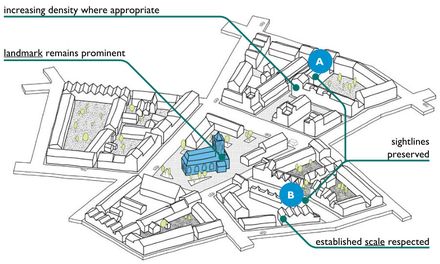 increasing density where appropriate
landmark remains prominent
A
sightlines
preserved
B
established scale respected